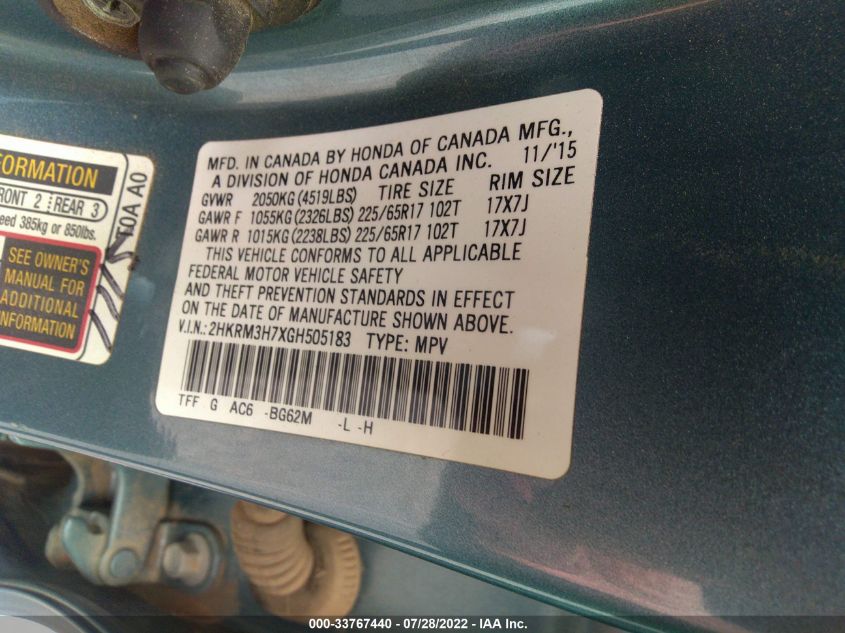 FORMATION
RONT 2 REAR 3
eed 385kg or 850lbs.
SEE OWNER'S
MANUAL FOR
ADDITIONAL
INFORMATION
T0A A0
MFD. IN CANADA BY HONDA OF CANADA MFG.,
A DIVISION OF HONDA CANADA INC. 11/'15
GVWR 2050KG(4519LBS) TIRE SIZE RIM SIZE
GAWR F 1055KG(2326LBS) 225/65R17 102T 17X7J
GAWR R 1015KG(2238LBS) 225/65R17 102T 17X7J
THIS VEHICLE CONFORMS TO ALL APPLICABLE
FEDERAL MOTOR VEHICLE SAFETY
AND THEFT PREVENTION STANDARDS IN EFFECT
ON THE DATE OF MANUFACTURE SHOWN ABOVE.
V.I.N.: 2HKRM3H7XGH505183 TYPE: MPV
TFF G AC6 -BG62M -L -H
000-33767440 - 07/28/2022 - IAA Inc.